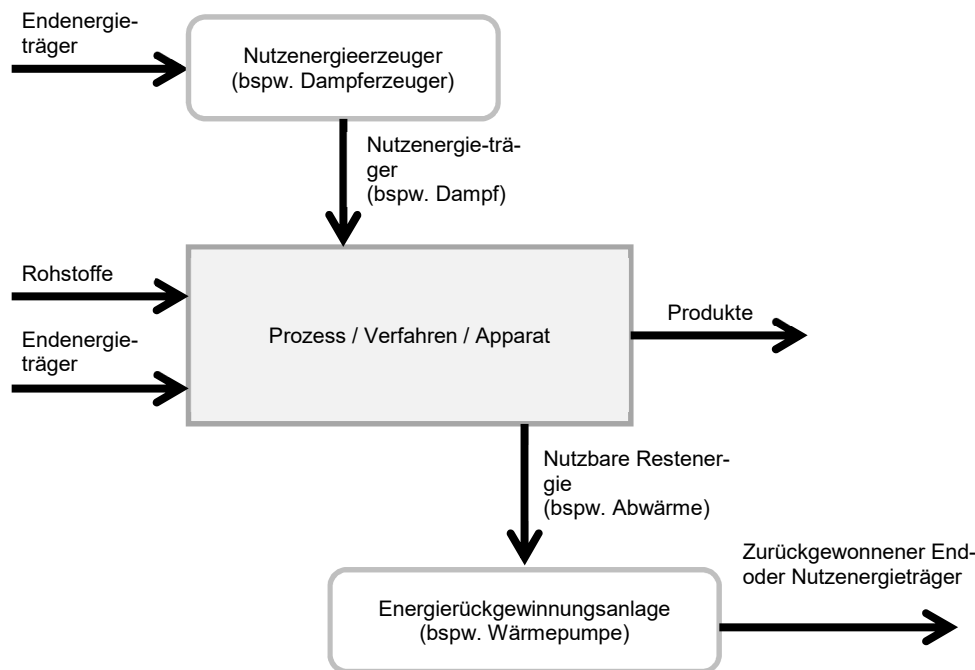 Endenergie-
träger
Nutzenergieerzeuger
(bspw. Dampferzeuger)
Nutzenergie-trä-
ger
(bspw. Dampf)
Rohstoffe
Endenergie-
träger
Prozess / Verfahren / Apparat
Produkte
Nutzbare Restener-
gie
(bspw. Abwärme)
Zurückgewonnener End-
oder Nutzenergieträger
Energierückgewinnungsanlage
(bspw. Wärmepumpe)